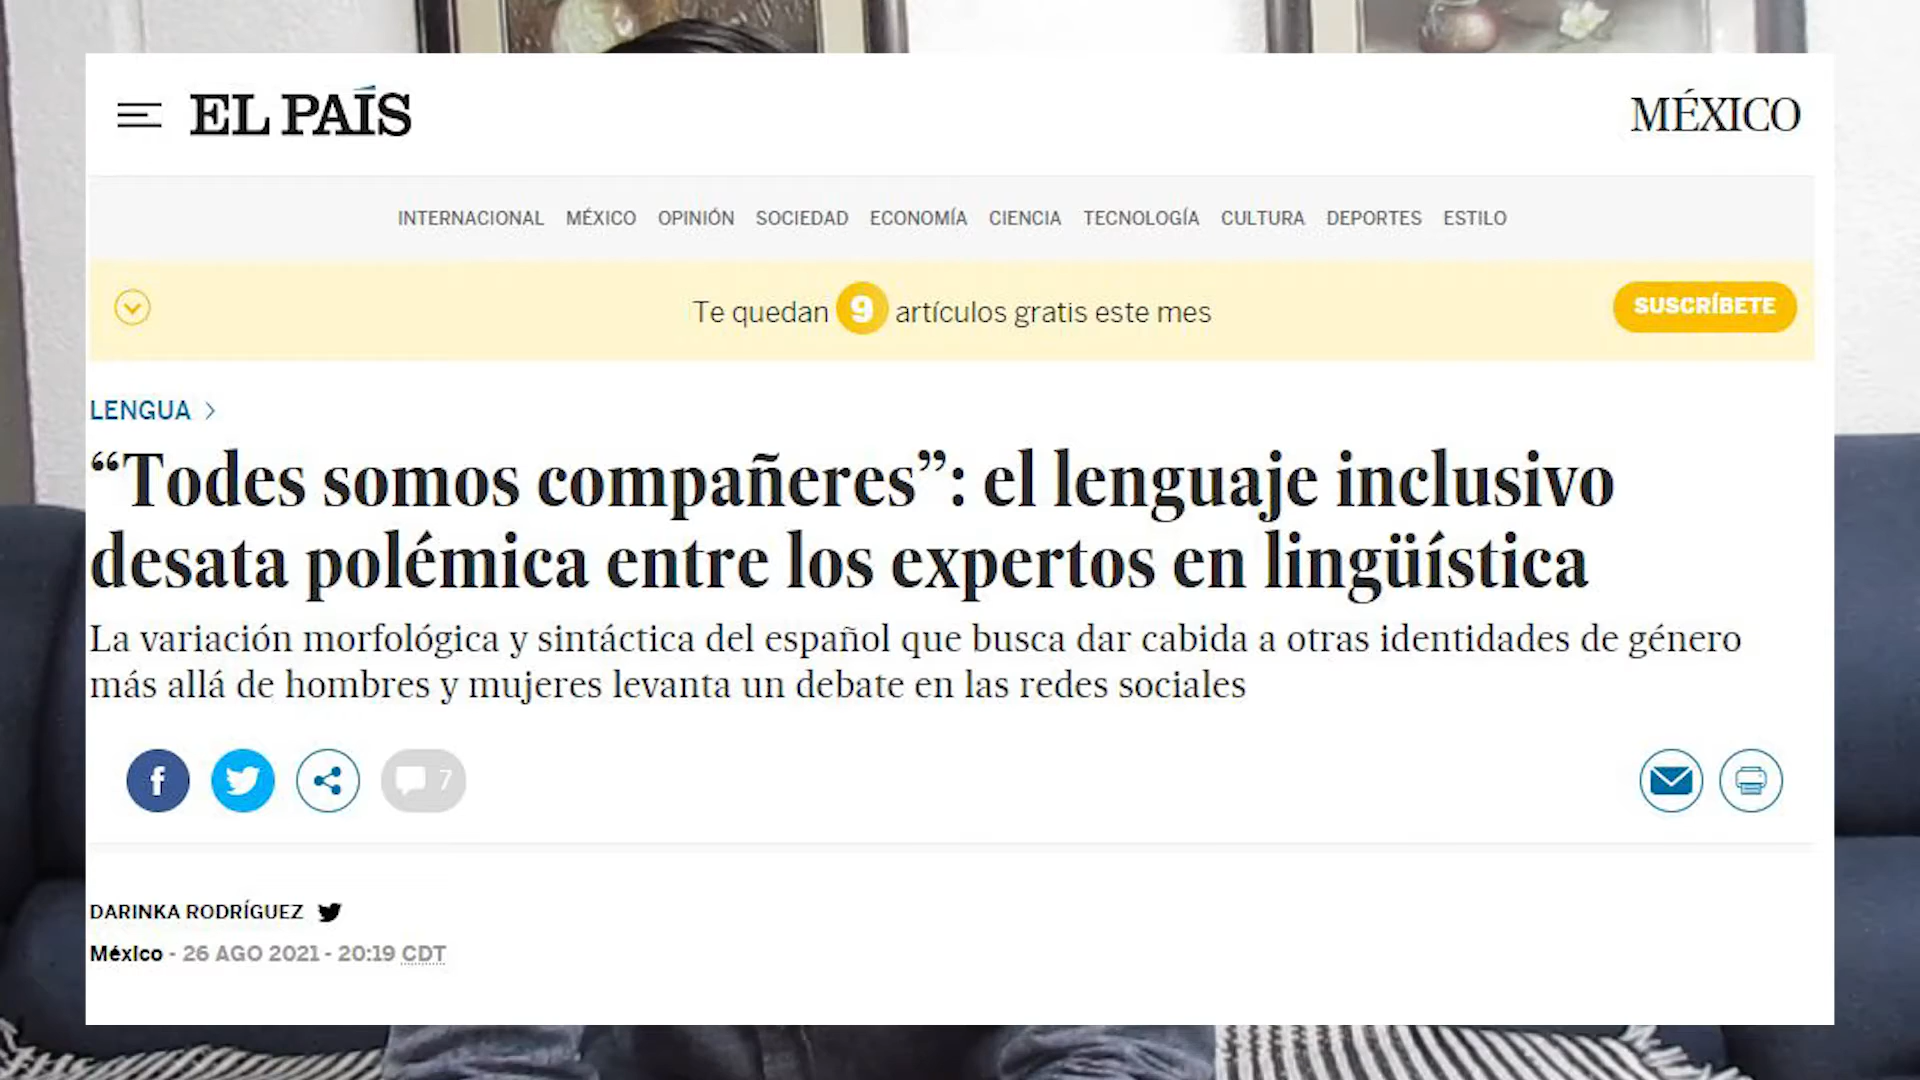 EL PAÍS
MÉXICO
INTERNACIONAL MÉXICO OPINIÓN SOCIEDAD ECONOMÍA CIENCIA TECNOLOGÍA CULTURA DEPORTES ESTILO
Te quedan 9 artículos gratis este mes
SUSCRÍBETE
LENGUA
“Todes somos compañeres”: el lenguaje inclusivo
desata polémica entre los expertos en lingüística
La variación morfológica y sintáctica del español que busca dar cabida a otras identidades de género
más allá de hombres y mujeres levanta un debate en las redes sociales
7
DARINKA RODRÍGUEZ
México - 26 AGO 2021 - 20:19 CDT